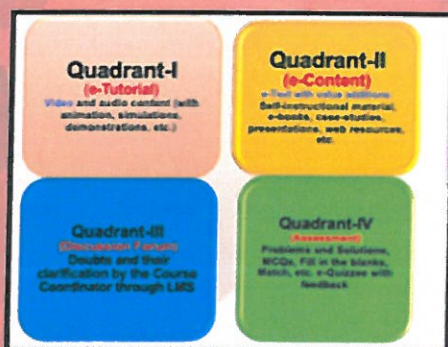 Quadrant-I
(e-Tutorial)
Video and audio content (with
animation, simulations,
demonstrations, etc.)
Quadrant-II
(e-Content)
e-Text with value additions
Self-instructional material,
e-books, case-studies,
presentations, web resources,
etc.
Quadrant-III
(Discussion Forum)
Doubts and their
clarification by the Course
Coordinator through LMS
Quadrant-IV
(Assessment)
Problems and Solutions,
MCQs, Fill in the blanks,
Match, etc. e-Quizzes with
feedback